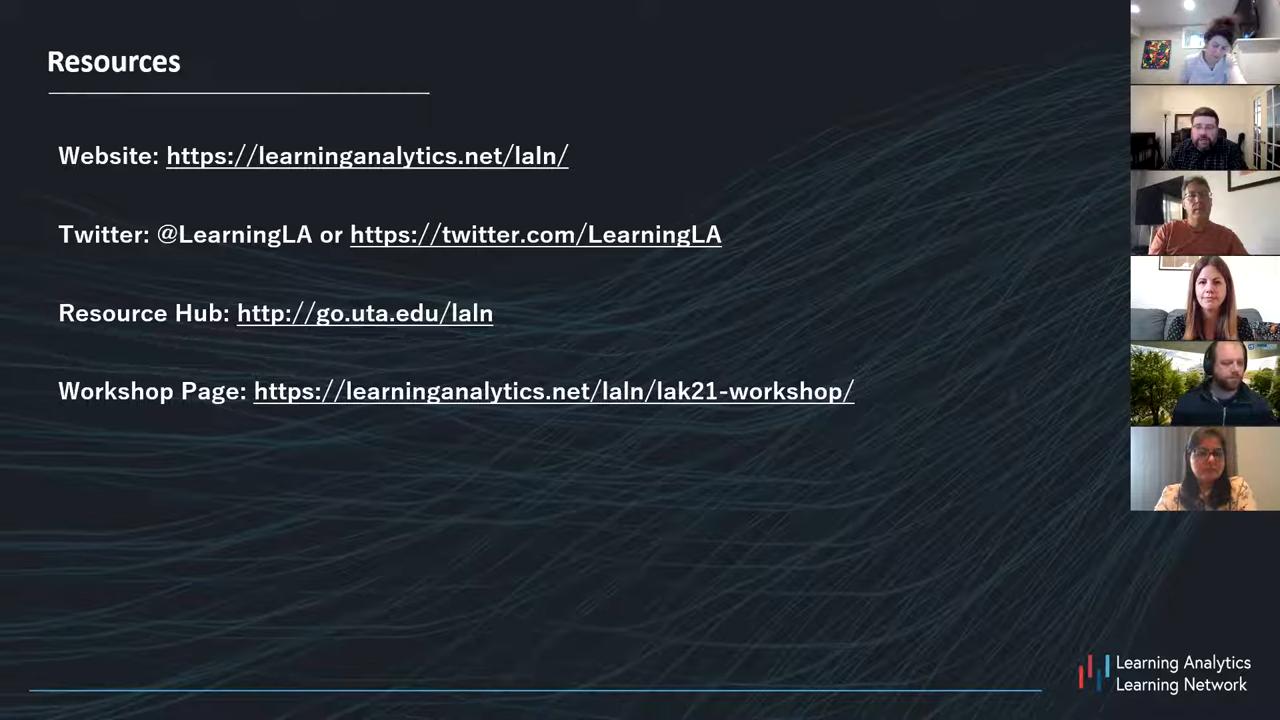 Resources
Website: https://learninganalytics.net/laln/
Twitter: @LearningLA or https://twitter.com/LearningLA
Resource Hub: http://go.uta.edu/laln
Workshop Page: https://learninganalytics.net/laln/lak21-workshop/
Learning Analytics
Learning Network